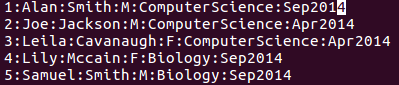 1:Alan:Smith:M:ComputerScience:Sep2014
2:Joe:Jackson:M:ComputerScience:Apr2014
3:Leila:Cavanaugh:F:ComputerScience:Apr2014
4:Lily:Mccain:F:Biology:Sep2014
5:Samuel:Smith:M:Biology:Sep2014